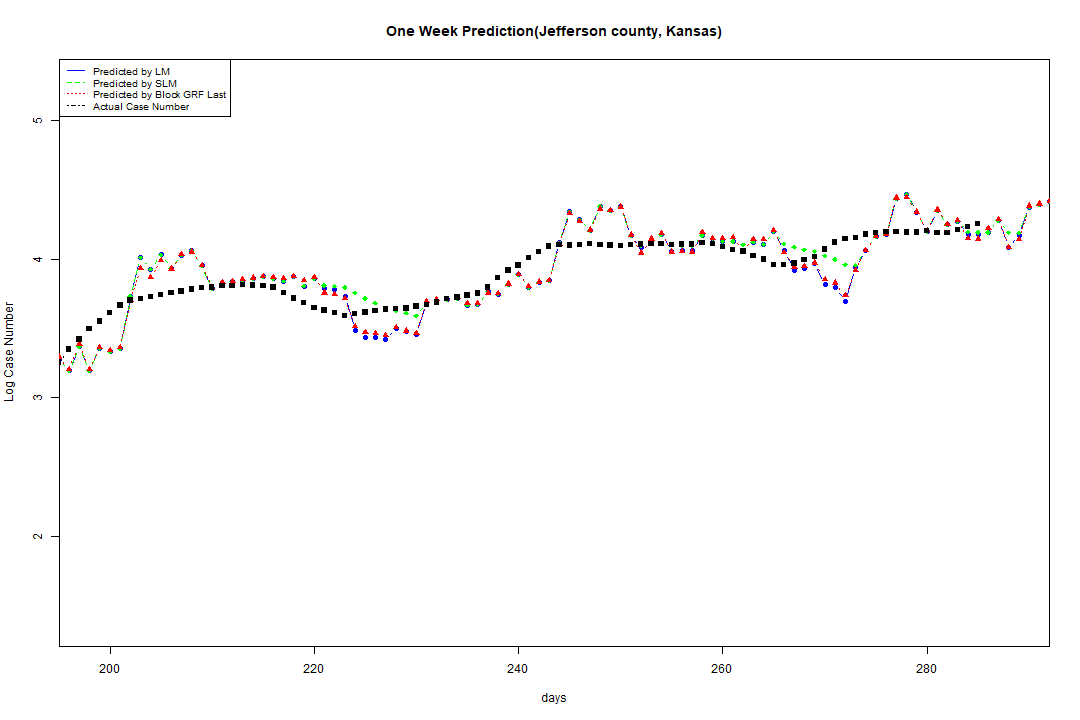 One Week Prediction(Jefferson county, Kansas)
Predicted by LM
Predicted by SLM
Predicted by Block GRF Last
Actual Case Number
5
4
3
2
Log Case Number
200 220 240 260 280
days